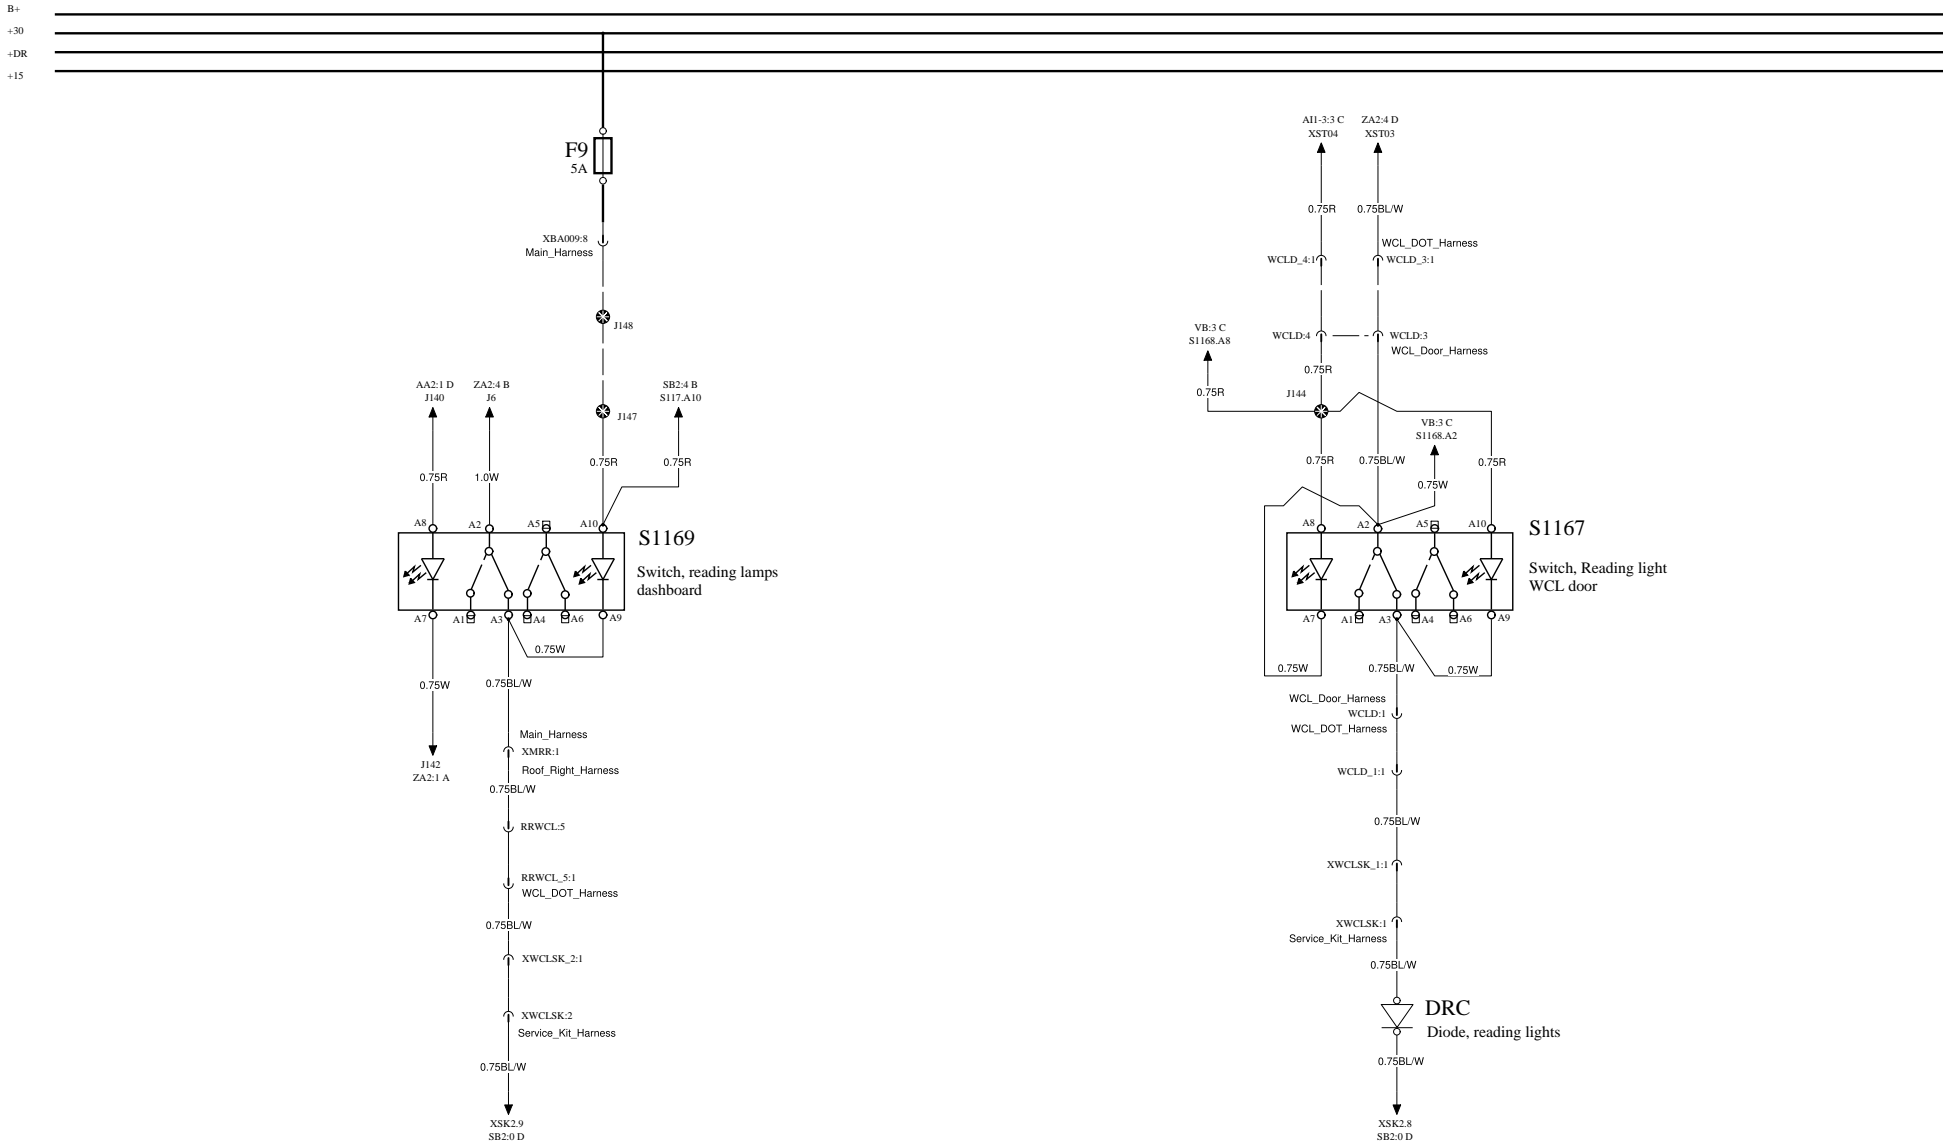 B+
+30
+DR
+15
F9
5A
XBA009:8
Main_Harness
J148
AA2:1 D
J140
ZA2:4 B
J6
J147
SB2:4 B
S117.A10
0.75R
1.0W
0.75R
0.75R
A8
A2
A5
A10
S1169
Switch, reading lamps
dashboard
A7
A1
A3
A4
A6
A9
0.75W
0.75W
0.75BL/W
J142
ZA2:1 A
Main_Harness
XMRR:1
Roof_Right_Harness
0.75BL/W
RRWCL:5
RRWCL_5:1
WCL_DOT_Harness
0.75BL/W
XWCLSK_2:1
XWCLSK:2
Service_Kit_Harness
0.75BL/W
XSK2.9
SB2:0 D
AI1-3:3 C
XST04
ZA2:4 D
XST03
0.75R
0.75BL/W
WCL_DOT_Harness
WCLD_4:1
WCLD_3:1
VB:3 C
S1168.A8
WCLD:4
WCLD:3
WCL_Door_Harness
0.75R
0.75R
J144
VB:3 C
S1168.A2
0.75R
0.75BL/W
0.75W
0.75R
A8
A2
A5
A10
S1167
Switch, Reading light
WCL door
A7
A1
A3
A4
A6
A9
0.75W
0.75BL/W
0.75W
WCL_Door_Harness
WCLD:1
WCL_DOT_Harness
WCLD_1:1
0.75BL/W
XWCLSK_1:1
XWCLSK:1
Service_Kit_Harness
0.75BL/W
DRC
Diode, reading lights
0.75BL/W
XSK2.8
SB2:0 D